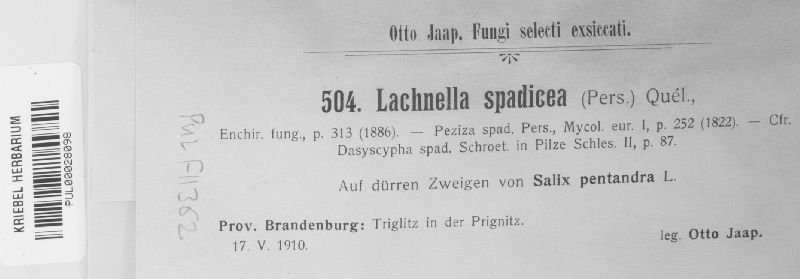 Otto Jaap, Fungi selecti exsiccati.
504. Lachnella spadicea (Pers.) Quél.,
Enchir. fung., p. 313 (1886). — Peziza spad. Pers., Mycol. eur. I, p. 252 (1822). — Cfr.
Dasyscypha spad. Schroet. in Pilze Schles. II, p. 87.
Auf dürren Zweigen von Salix pentandra L.
Prov. Brandenburg: Triglitz in der Prignitz.
17. V. 1910.
leg. Otto Jaap.
KRIEBEL HERBARIUM
PUL00028098
PUL F11362